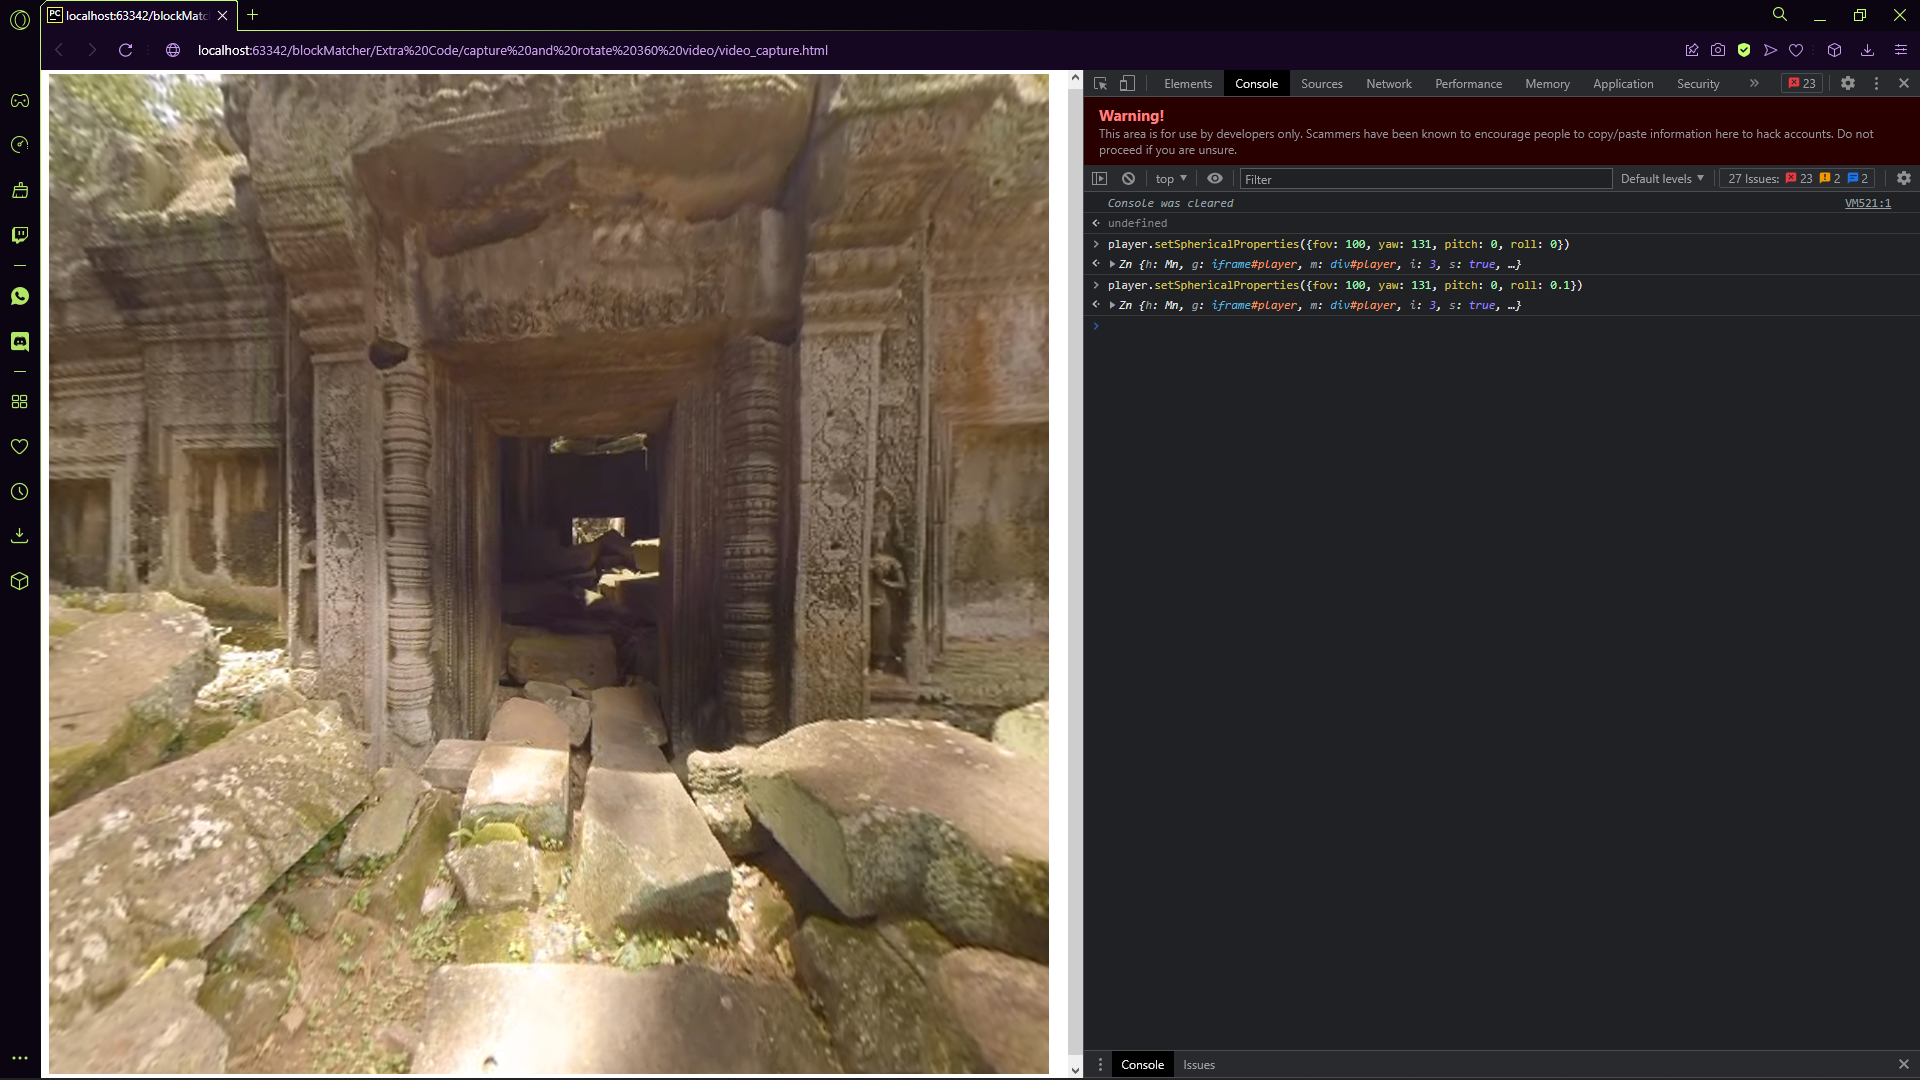 PC localhost:63342/blockMatc
localhost:63342/blockMatcher/Extra%20Code/capture%20and%20rotate%20360%20video/video_capture.html
Elements Console Sources Network Performance Memory Application Security » 23
Warning!
This area is for use by developers only. Scammers have been known to encourage people to copy/paste information here to hack accounts. Do not
proceed if you are unsure.
top Filter Default levels 27 Issues: 23 2 2
Console was cleared VM521:1
undefined
player.setSphericalProperties({fov: 100, yaw: 131, pitch: 0, roll: 0})
Zn {h: Mn, g: iframe#player, m: div#player, i: 3, s: true, …}
player.setSphericalProperties({fov: 100, yaw: 131, pitch: 0, roll: 0.1})
Zn {h: Mn, g: iframe#player, m: div#player, i: 3, s: true, …}
Console Issues